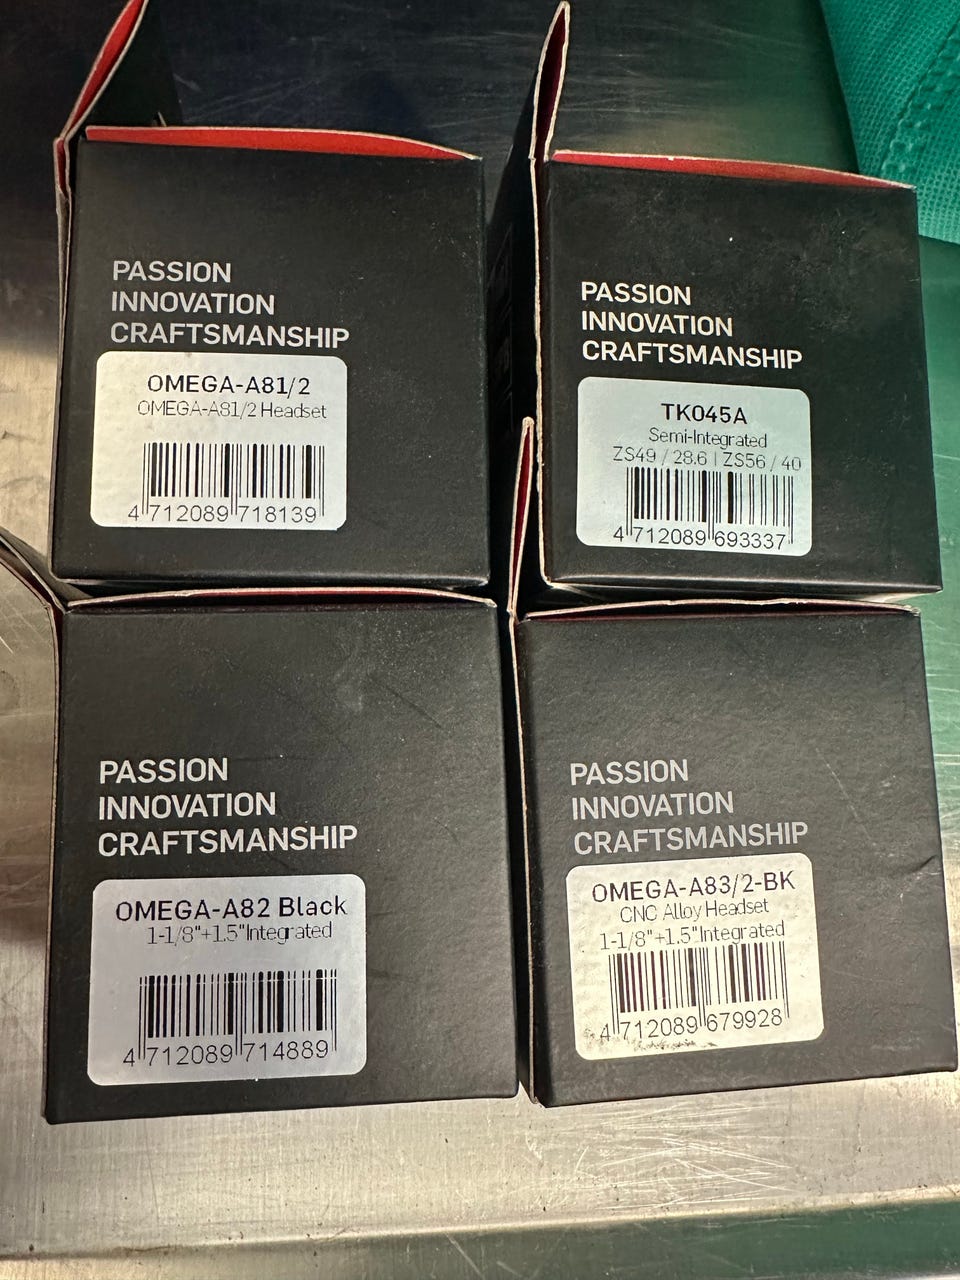 PASSION
INNOVATION
CRAFTSMANSHIP
OMEGA-A81/2
OMEGA-A81/2 Headset
4 712089 718139
PASSION
INNOVATION
CRAFTSMANSHIP
TK045A
Semi-Integrated
ZS49 / 28.6 | ZS56 / 40
4 712089 693337
PASSION
INNOVATION
CRAFTSMANSHIP
OMEGA-A82 Black
1-1/8"+1.5"Integrated
4 712089 714889
PASSION
INNOVATION
CRAFTSMANSHIP
OMEGA-A83/2-BK
CNC Alloy Headset
1-1/8"+1.5"Integrated
4 712089 679928